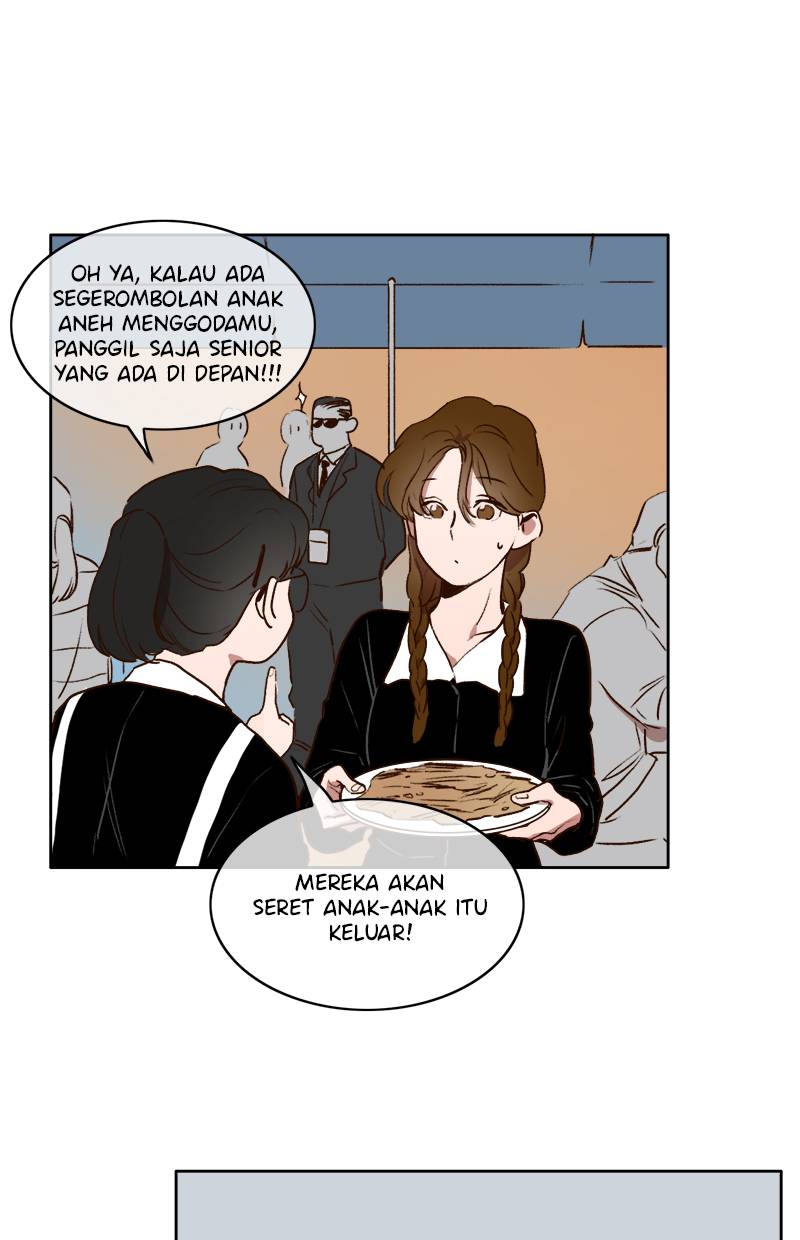 OH YA, KALAU ADA
SEGEROMBOLAN ANAK
ANEH MENGGODAMU,
PANGGIL SAJA SENIOR
YANG ADA DI DEPAN!!!
MEREKA AKAN
SERET ANAK-ANAK ITU
KELUAR!